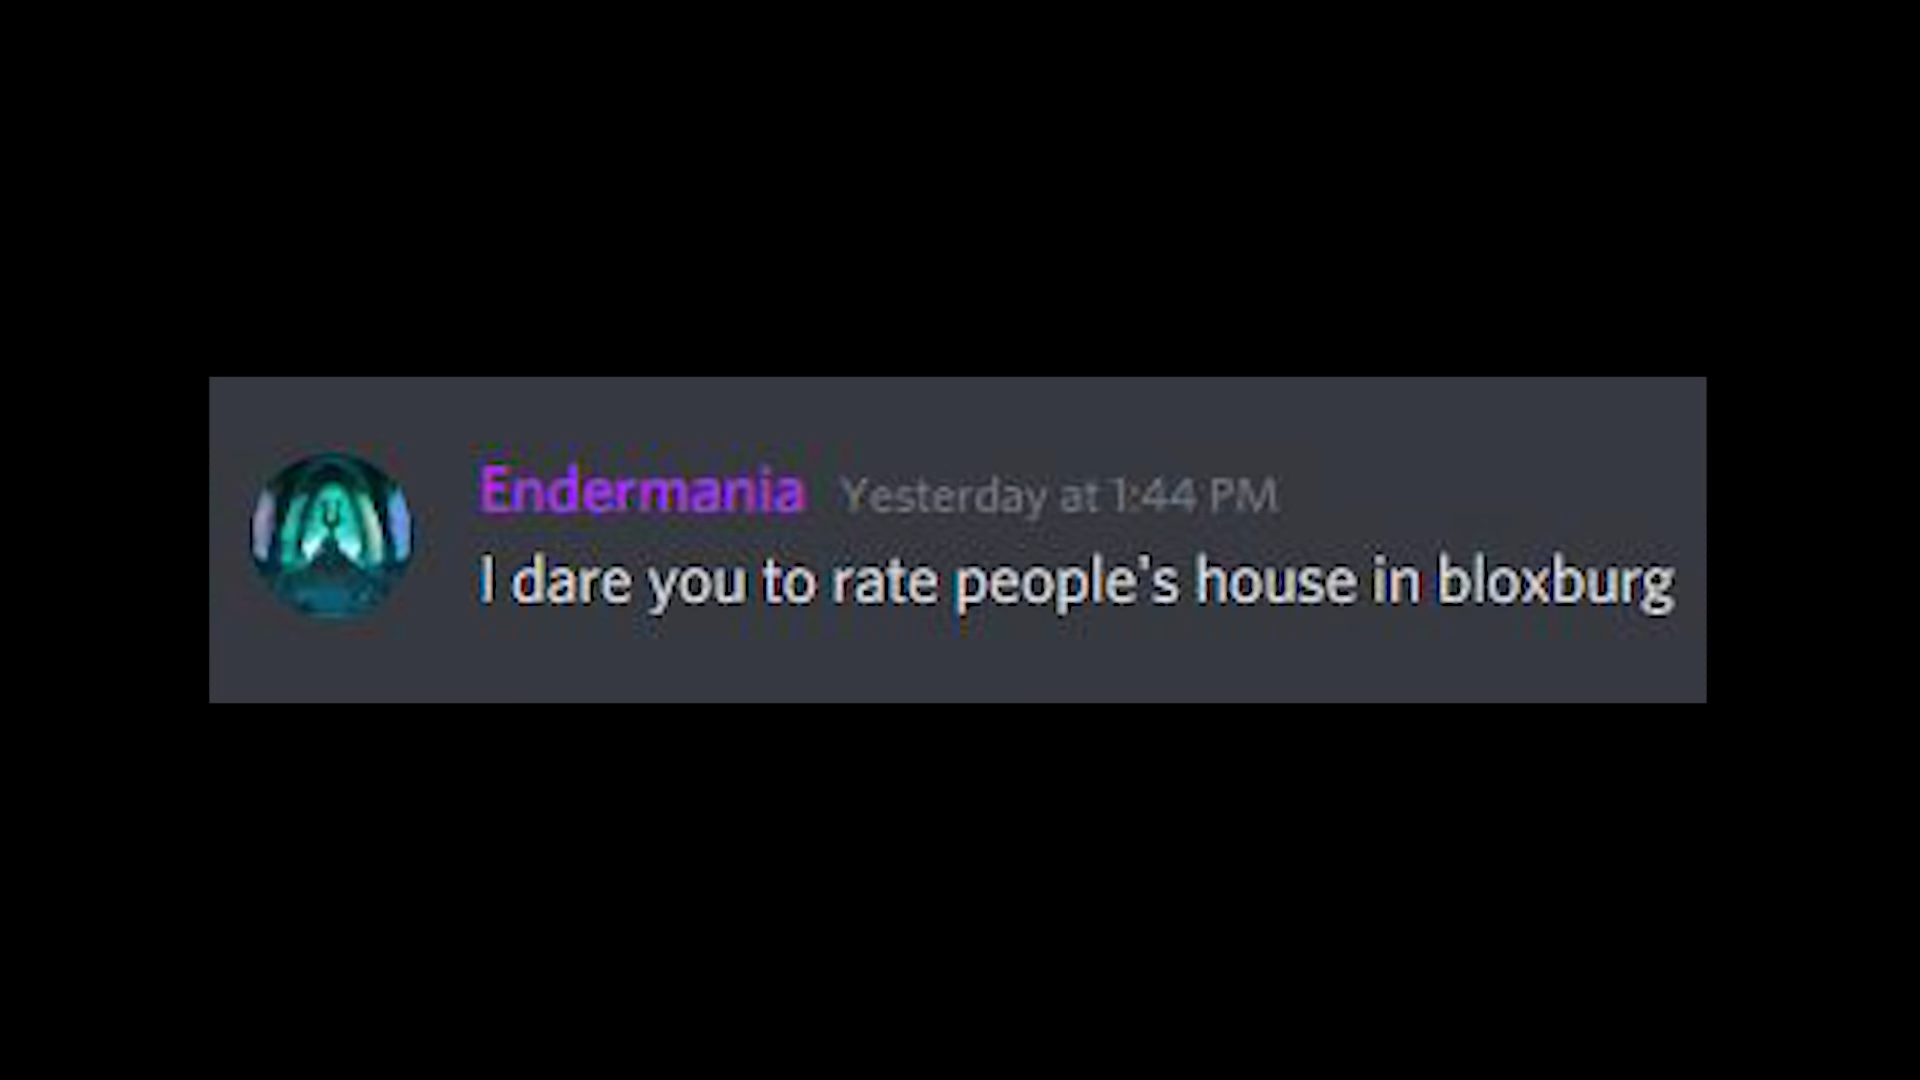 Endermania Yesterday at 1:44 PM
I dare you to rate people's house in bloxburg